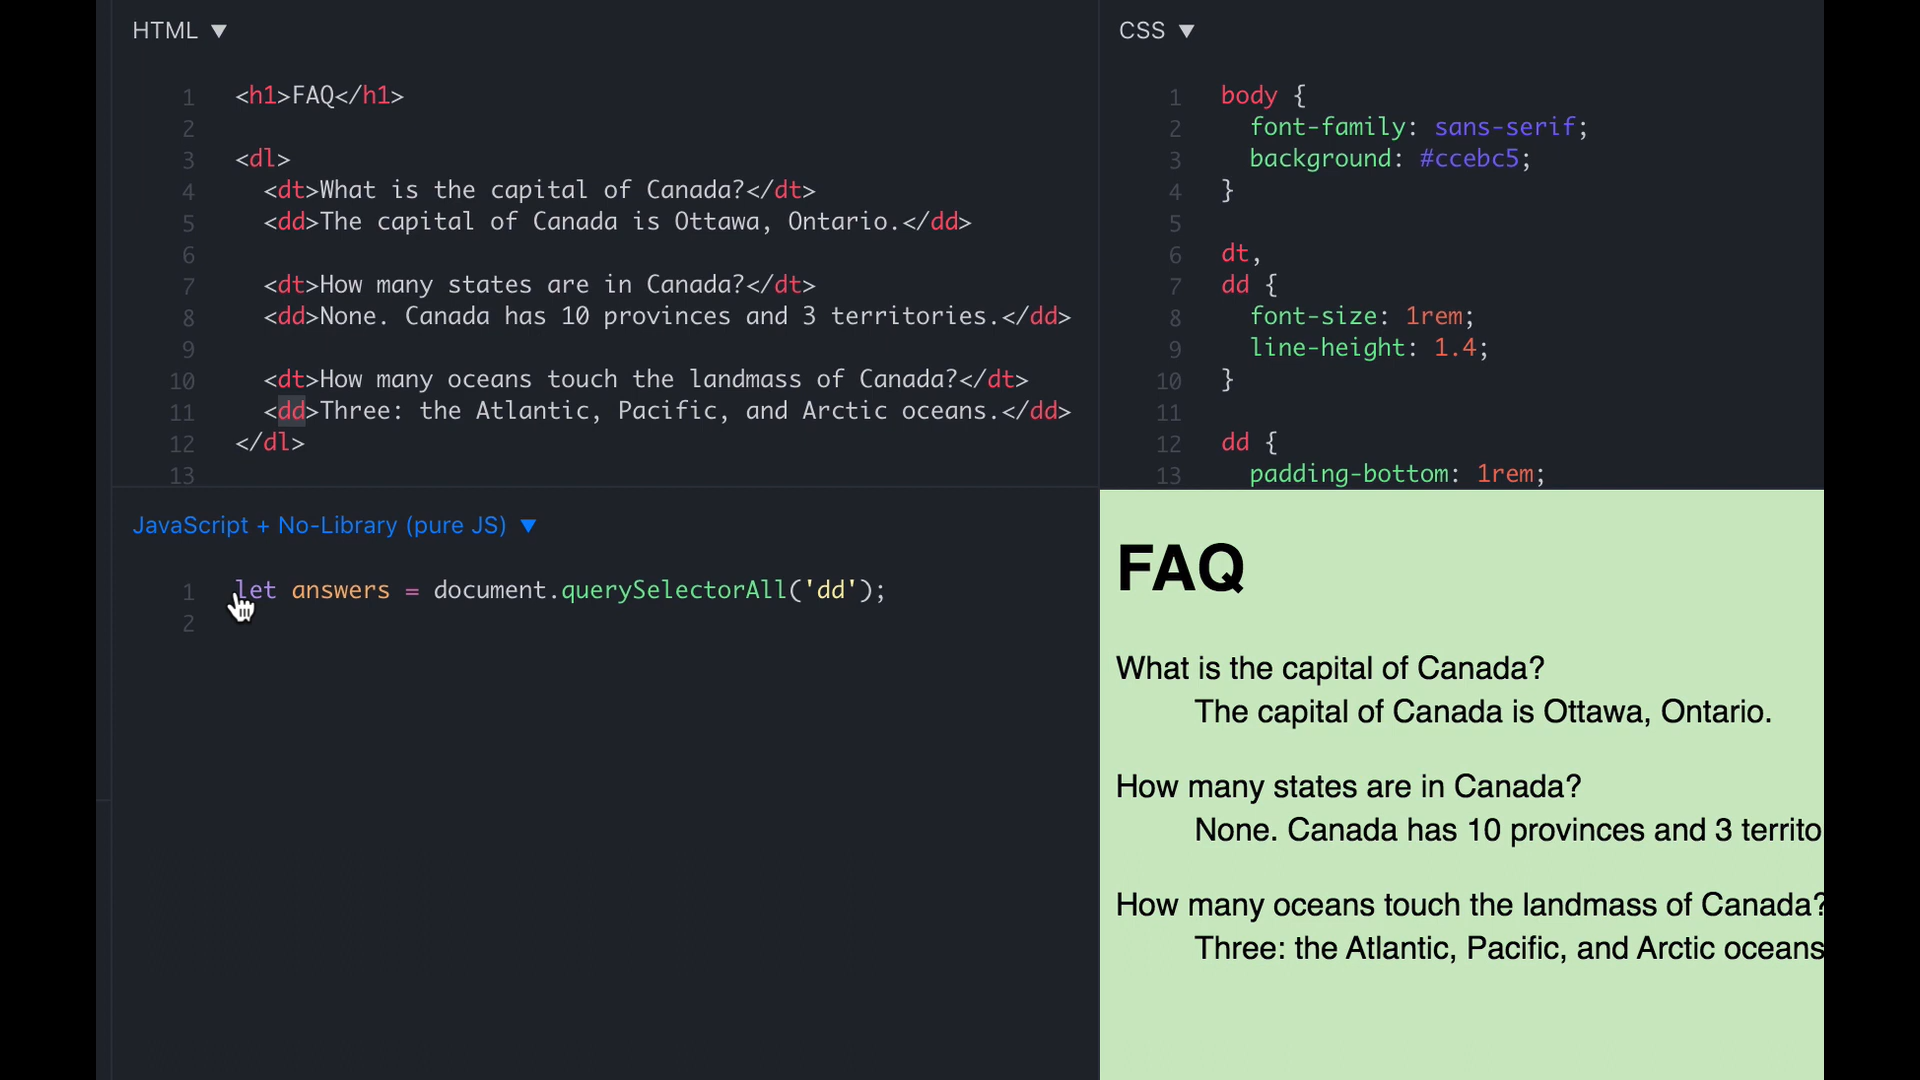 HTML ▼
1 <h1>FAQ</h1>
2
3 <dl>
4 <dt>What is the capital of Canada?</dt>
5 <dd>The capital of Canada is Ottawa, Ontario.</dd>
6
7 <dt>How many states are in Canada?</dt>
8 <dd>None. Canada has 10 provinces and 3 territories.</dd>
9
10 <dt>How many oceans touch the landmass of Canada?</dt>
11 <dd>Three: the Atlantic, Pacific, and Arctic oceans.</dd>
12 </dl>
13
CSS ▼
1 body {
2 font-family: sans-serif;
3 background: #ccebc5;
4 }
5
6 dt,
7 dd {
8 font-size: 1rem;
9 line-height: 1.4;
10 }
11
12 dd {
13 padding-bottom: 1rem;
JavaScript + No-Library (pure JS) ▼
1 let answers = document.querySelectorAll('dd');
2
FAQ
What is the capital of Canada?
The capital of Canada is Ottawa, Ontario.
How many states are in Canada?
None. Canada has 10 provinces and 3 territo
How many oceans touch the landmass of Canada?
Three: the Atlantic, Pacific, and Arctic oceans